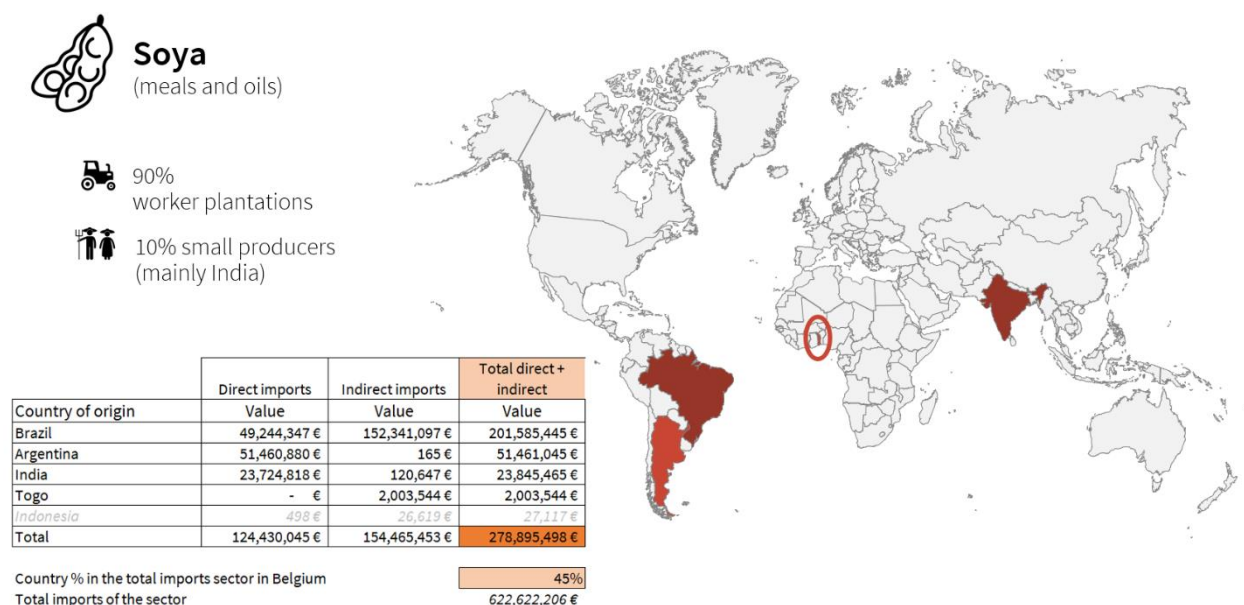 Soya
(meals and oils)
90%
worker plantations
10% small producers
(mainly India)
Total direct +
Direct imports Indirect imports indirect
Country of origin Value Value Value
Brazil 49,244,347 € 152,341,097 € 201,585,445 €
Argentina 51,460,880 € 165 € 51,461,045 €
India 23,724,818 € 120,647 € 23,845,465 €
Togo - € 2,003,544 € 2,003,544 €
Indonesia 498 € 26,619 € 27,117 €
Total 124,430,045 € 154,465,453 € 278,895,498 €
Country % in the total imports sector in Belgium 45%
Total imports of the sector 622,622,206 €